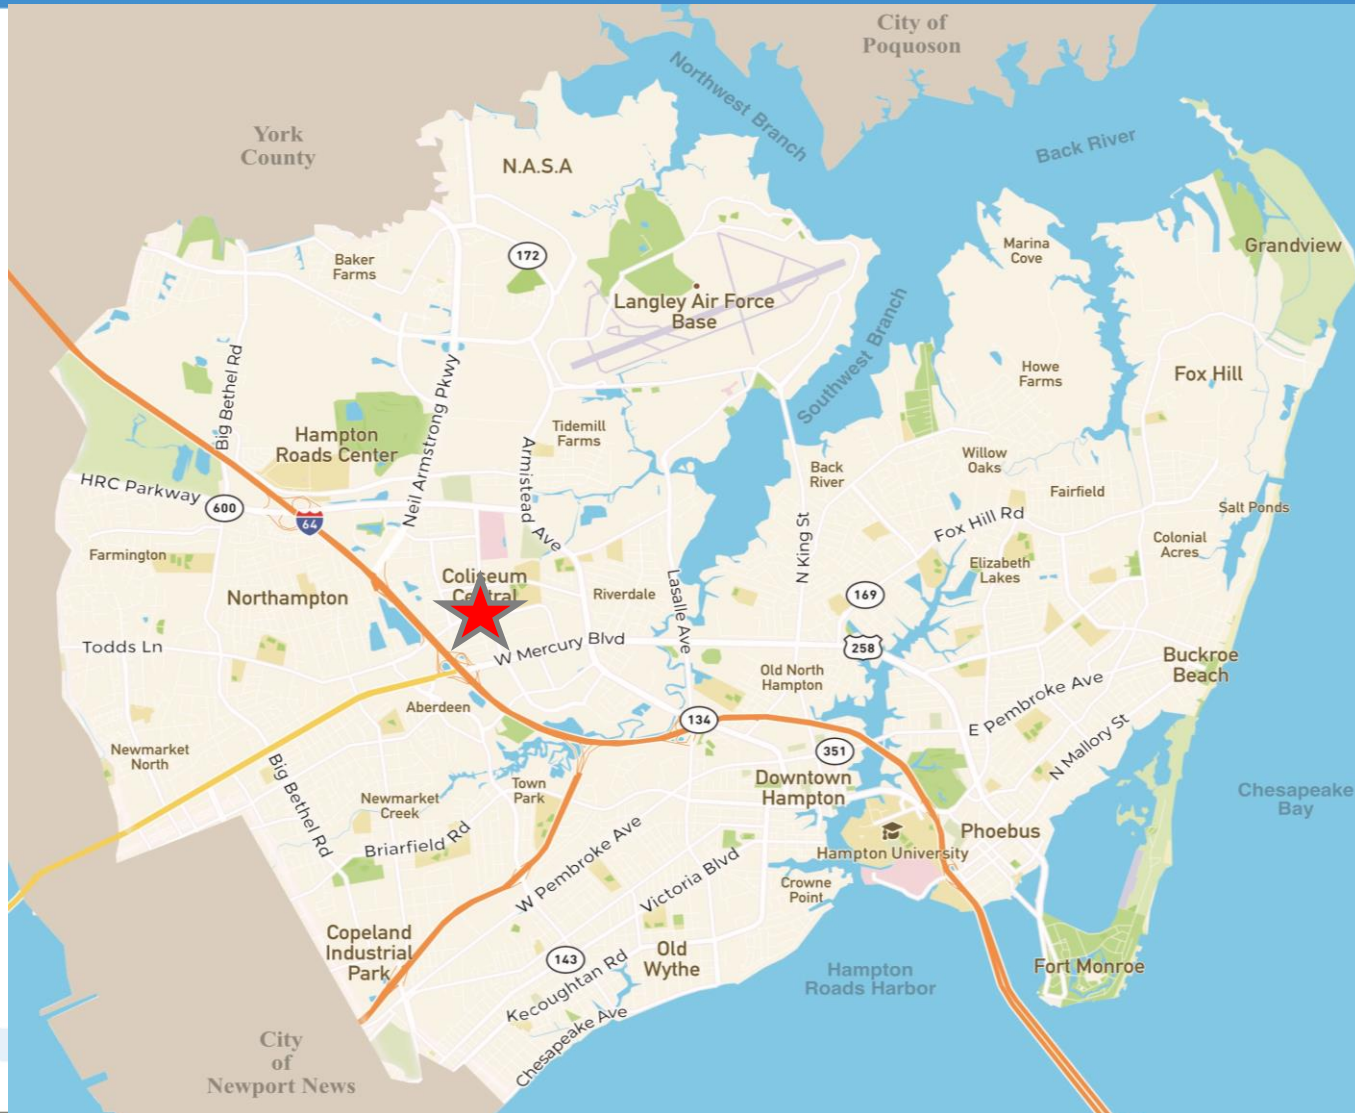 City of
Poquoson
Northwest Branch
York
County
Back River
N.A.S.A
Marina
Cove
Grandview
172
Baker
Farms
Langley Air Force
Base
Southwest Branch
Howe
Farms
Fox Hill
Big Bethel Rd
Neil Armstrong Pkwy
Hampton
Roads Center
Tidemill
Farms
Armistead Ave
Willow
Oaks
Back
River
HRC Parkway
600
64
Fairfield
Salt Ponds
N King St
Fox Hill Rd
Colonial
Acres
Farmington
Elizabeth
Lakes
Coliseum
Central
Northampton
Riverdale
Lasalle Ave
169
Todds Ln
W Mercury Blvd
258
Buckroe
Beach
Old North
Hampton
Aberdeen
E Pembroke Ave
134
N Mallory St
351
Newmarket
North
Big Bethel Rd
Town
Park
Downtown
Hampton
Chesapeake
Bay
Newmarket
Creek
Briarfield Rd
Phoebus
Hampton University
W Pembroke Ave
Victoria Blvd
Crowne
Point
Copeland
Industrial
Park
143
Old
Wythe
Kecoughtan Rd
Hampton
Roads Harbor
Fort Monroe
Chesapeake Ave
City
of
Newport News